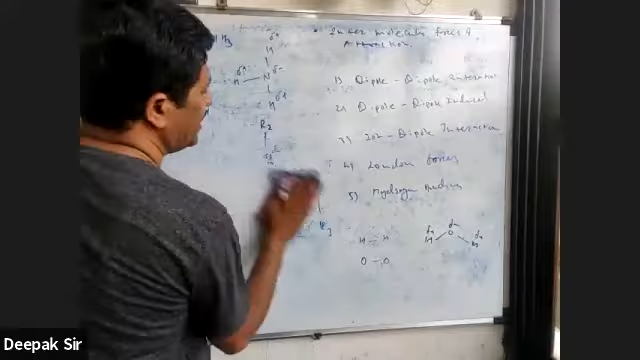 Inter molecular forces of
Attraction.
H3
δ+
H
δ+
H — N δ-
H δ+
1) Dipole - Dipole Interaction
2) Dipole - Dipole Induced
3) Ion - Dipole Interaction
4) London forces
5) Hydrogen
H — H
O — O
δ-
δ+ O δ+
H H
Deepak Sir